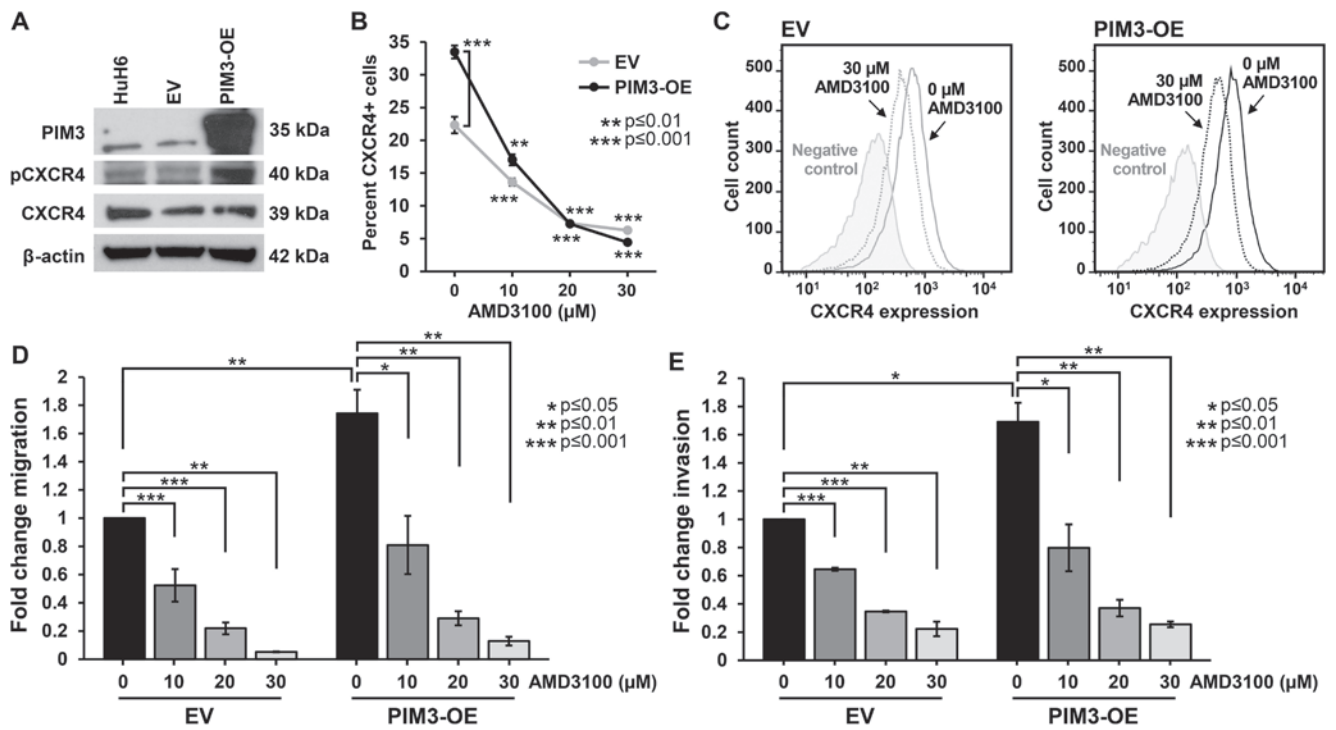 A
HuH6
EV
PIM3-OE
PIM3
35 kDa
pCXCR4
40 kDa
CXCR4
39 kDa
β-actin
42 kDa
B
Percent CXCR4+ cells
35
30
25
20
15
10
5
0
***
**
***
***
***
***
***
EV
PIM3-OE
** p≤0.01
*** p≤0.001
0 10 20 30
AMD3100 (µM)
C
EV
Cell count
500
400
300
200
100
0
30 µM
AMD3100
0 µM
AMD3100
Negative
control
10¹ 10² 10³ 10⁴
CXCR4 expression
PIM3-OE
Cell count
500
400
300
200
100
0
30 µM
AMD3100
0 µM
AMD3100
Negative
control
10¹ 10² 10³ 10⁴
CXCR4 expression
D
Fold change migration
2
1.8
1.6
1.4
1.2
1
0.8
0.6
0.4
0.2
0
**
**
**
*
**
***
***
* p≤0.05
** p≤0.01
*** p≤0.001
0 10 20 30 0 10 20 30 AMD3100 (µM)
EV PIM3-OE
E
Fold change invasion
2
1.8
1.6
1.4
1.2
1
0.8
0.6
0.4
0.2
0
*
**
**
*
**
***
***
* p≤0.05
** p≤0.01
*** p≤0.001
0 10 20 30 0 10 20 30 AMD3100 (µM)
EV PIM3-OE